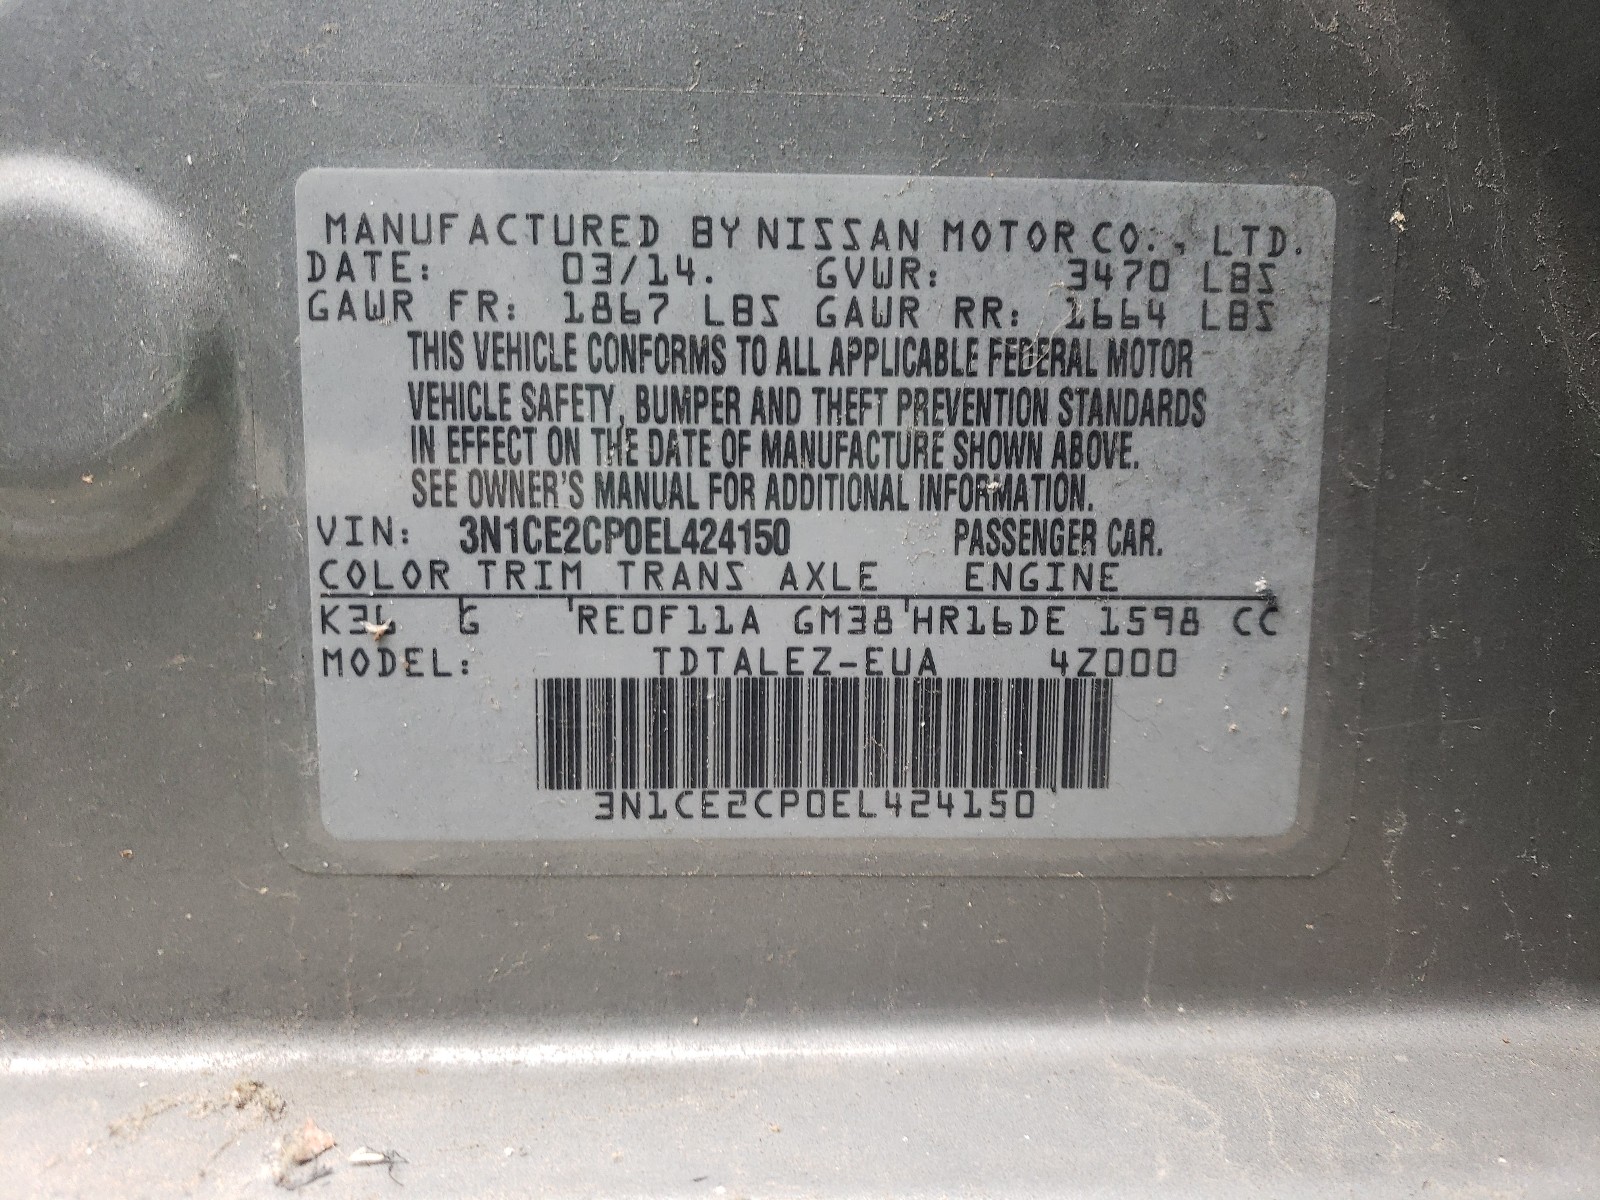 MANUFACTURED BY NISSAN MOTOR CO., LTD.
DATE: 03/14. GVWR: 3470 LBS
GAWR FR: 1867 LBS GAWR RR: 1664 LBS
THIS VEHICLE CONFORMS TO ALL APPLICABLE FEDERAL MOTOR
VEHICLE SAFETY, BUMPER AND THEFT PREVENTION STANDARDS
IN EFFECT ON THE DATE OF MANUFACTURE SHOWN ABOVE.
SEE OWNER'S MANUAL FOR ADDITIONAL INFORMATION.
VIN: 3N1CE2CP0EL424150 PASSENGER CAR.
COLOR TRIM TRANS AXLE ENGINE
K36 G RE0F11A GM38 HR16DE 1598 CC
MODEL: TDTALEZ-EUA 4Z000
3N1CE2CP0EL424150